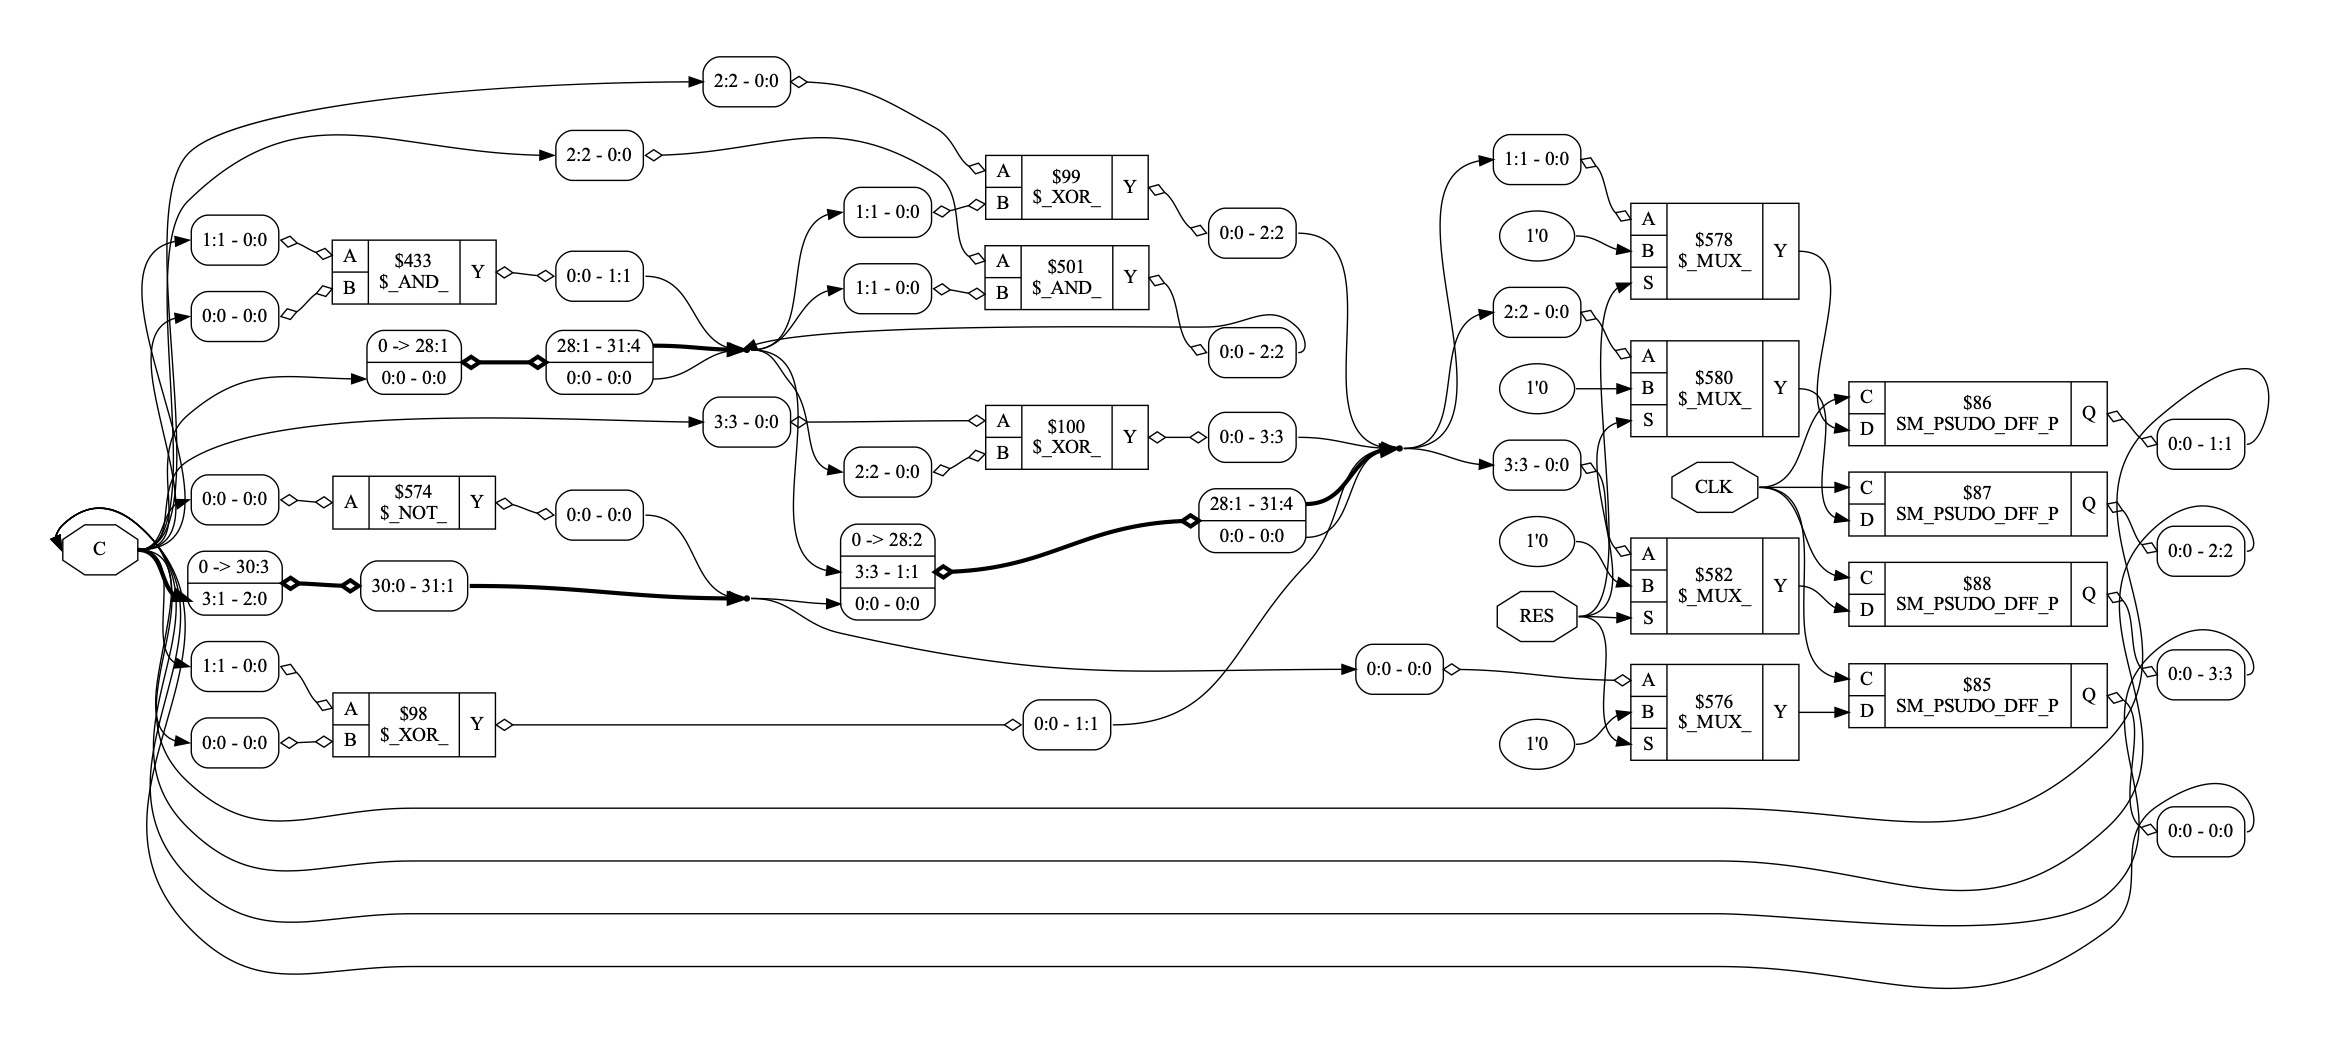 2:2 - 0:0
2:2 - 0:0
1:1 - 0:0
0:0 - 0:0
A
B
$433
$_AND_
Y
0:0 - 1:1
0 -> 28:1
0:0 - 0:0
28:1 - 31:4
0:0 - 0:0
3:3 - 0:0
0:0 - 0:0
A
$574
$_NOT_
Y
0:0 - 0:0
C
0 -> 30:3
3:1 - 2:0
30:0 - 31:1
1:1 - 0:0
0:0 - 0:0
A
B
$98
$_XOR_
Y
1:1 - 0:0
1:1 - 0:0
A
B
$99
$_XOR_
Y
0:0 - 2:2
A
B
$501
$_AND_
Y
0:0 - 2:2
2:2 - 0:0
A
B
$100
$_XOR_
Y
0:0 - 3:3
0 -> 28:2
3:3 - 1:1
0:0 - 0:0
28:1 - 31:4
0:0 - 0:0
0:0 - 1:1
0:0 - 0:0
1:1 - 0:0
1'0
A
B
S
$578
$_MUX_
Y
2:2 - 0:0
1'0
A
B
S
$580
$_MUX_
Y
3:3 - 0:0
CLK
1'0
RES
A
B
S
$582
$_MUX_
Y
1'0
A
B
S
$576
$_MUX_
Y
C
D
$86
SM_PSUDO_DFF_P
Q
0:0 - 1:1
C
D
$87
SM_PSUDO_DFF_P
Q
0:0 - 2:2
C
D
$88
SM_PSUDO_DFF_P
Q
0:0 - 3:3
C
D
$85
SM_PSUDO_DFF_P
Q
0:0 - 0:0